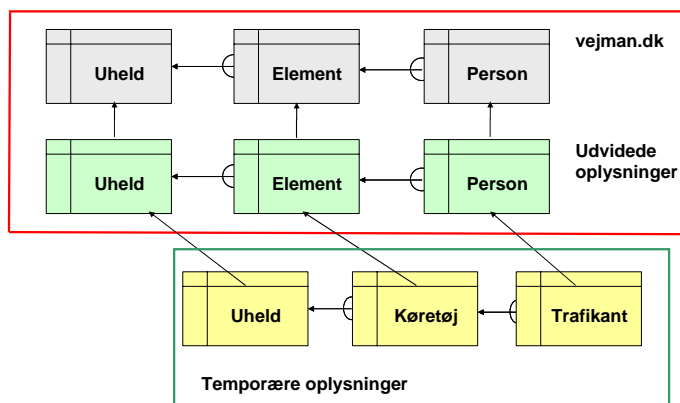 vejman.dk
Uheld
Element
Person
Udvidede
oplysninger
Uheld
Element
Person
Uheld
Køretøj
Trafikant
Temporære oplysninger